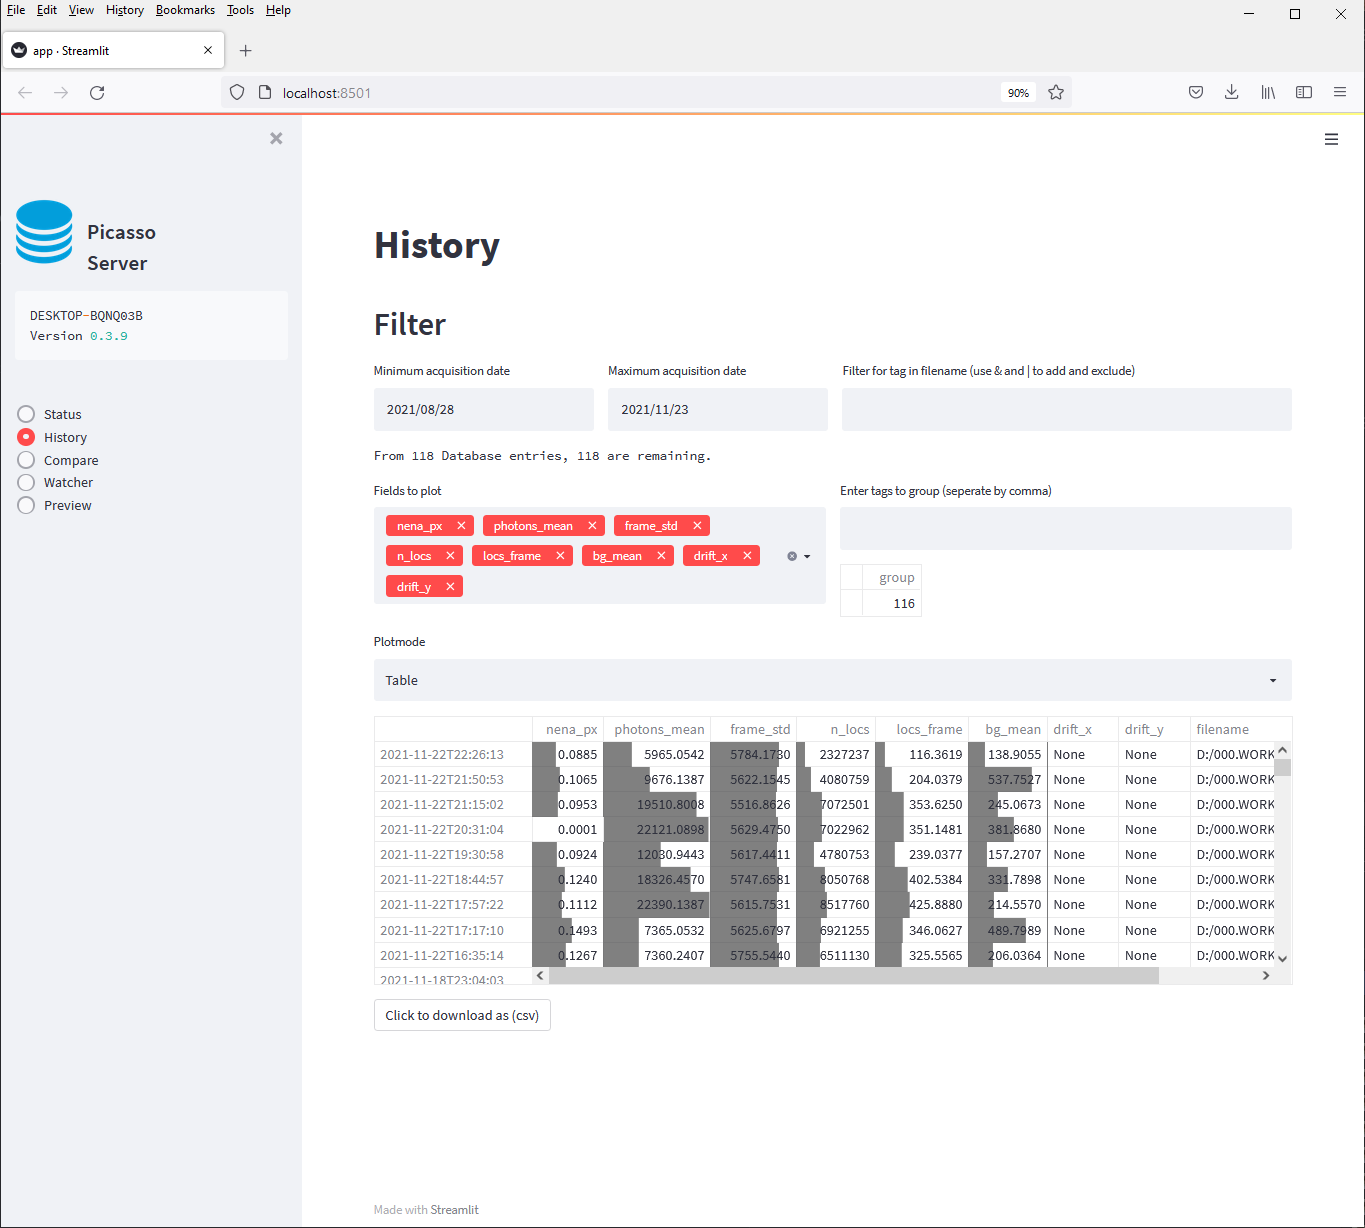 File Edit View History Bookmarks Tools Help
app · Streamlit
localhost:8501
90%
Picasso
Server
DESKTOP-BQNQ03B
Version 0.3.9
Status
History
Compare
Watcher
Preview
History
Filter
Minimum acquisition date Maximum acquisition date Filter for tag in filename (use & and | to add and exclude)
2021/08/28 2021/11/23
From 118 Database entries, 118 are remaining.
Fields to plot Enter tags to group (seperate by comma)
nena_px photons_mean frame_std
n_locs locs_frame bg_mean drift_x
drift_y
group
116
Plotmode
Table
nena_px photons_mean frame_std n_locs locs_frame bg_mean drift_x drift_y filename
2021-11-22T22:26:13 0.0885 5965.0542 5784.1730 2327237 116.3619 138.9055 None None D:/000.WORK
2021-11-22T21:50:53 0.1065 9676.1387 5622.1545 4080759 204.0379 537.7527 None None D:/000.WORK
2021-11-22T21:15:02 0.0953 19510.8008 5516.8626 7072501 353.6250 245.0673 None None D:/000.WORK
2021-11-22T20:31:04 0.0001 22121.0898 5629.4750 7022962 351.1481 381.8680 None None D:/000.WORK
2021-11-22T19:30:58 0.0924 12030.9443 5617.4411 4780753 239.0377 157.2707 None None D:/000.WORK
2021-11-22T18:44:57 0.1240 18326.4570 5747.6581 8050768 402.5384 331.7898 None None D:/000.WORK
2021-11-22T17:57:22 0.1112 22390.1387 5615.7531 8517760 425.8880 214.5570 None None D:/000.WORK
2021-11-22T17:17:10 0.1493 7365.0532 5625.6797 6921255 346.0627 489.7989 None None D:/000.WORK
2021-11-22T16:35:14 0.1267 7360.2407 5755.5440 6511130 325.5565 206.0364 None None D:/000.WORK
2021-11-18T23:04:03
Click to download as (csv)
Made with Streamlit